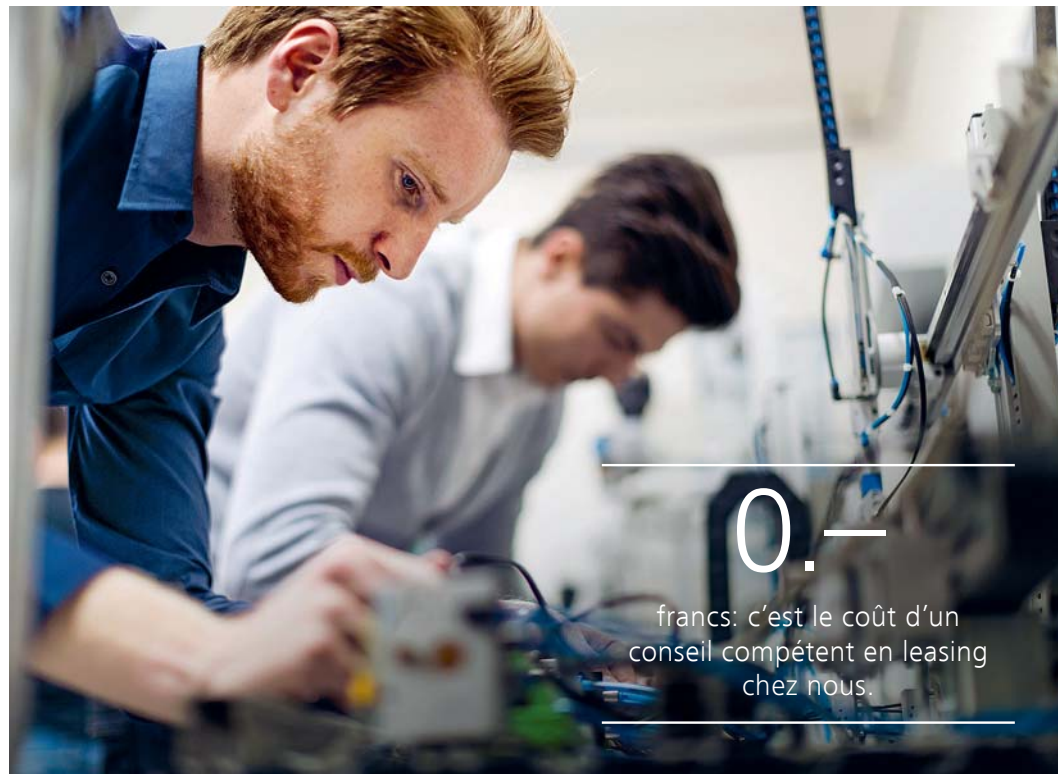 0.–
francs: c’est le coût d’un
conseil compétent en leasing
chez nous.